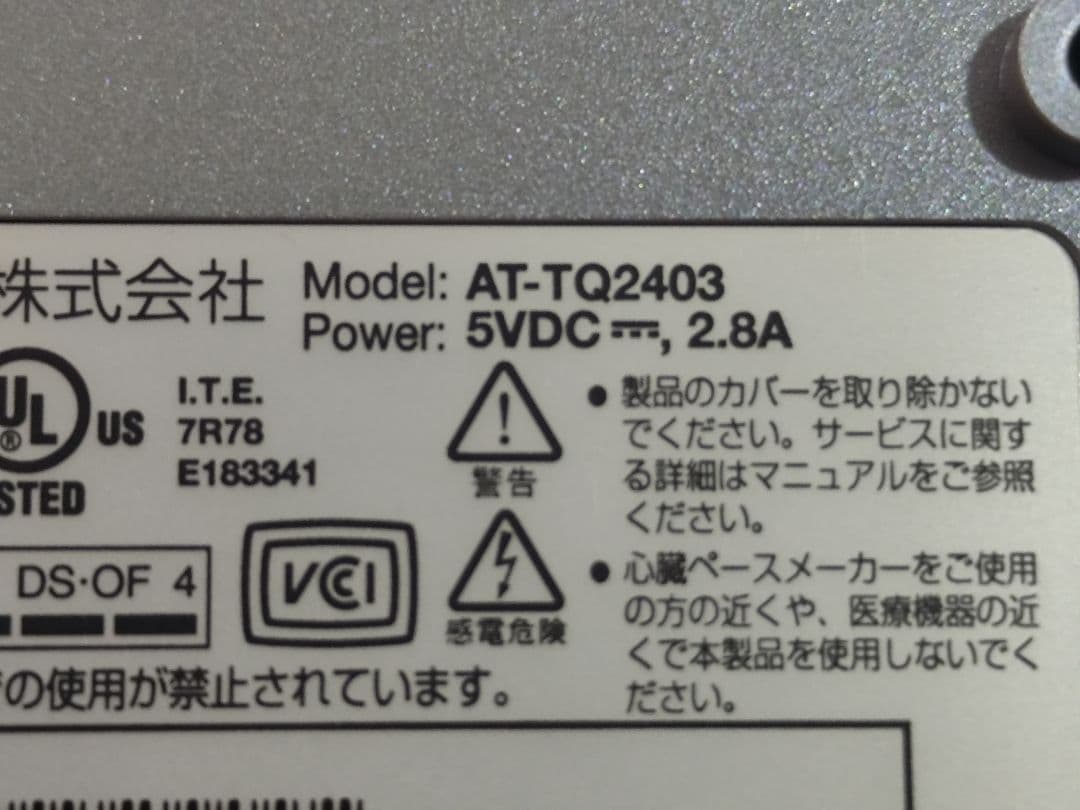 株式会社
Model: AT-TQ2403
Power: 5VDC⎓, 2.8A
UL
®
US
STED
I.T.E.
7R78
E183341
警告
● 製品のカバーを取り除かない
でください。サービスに関す
る詳細はマニュアルをご参照
ください。
DS・OF 4
VCCI
感電危険
● 心臓ペースメーカーをご使用
の方の近くや、医療機器の近
くで本製品を使用しないでく
ださい。
の使用が禁止されています。